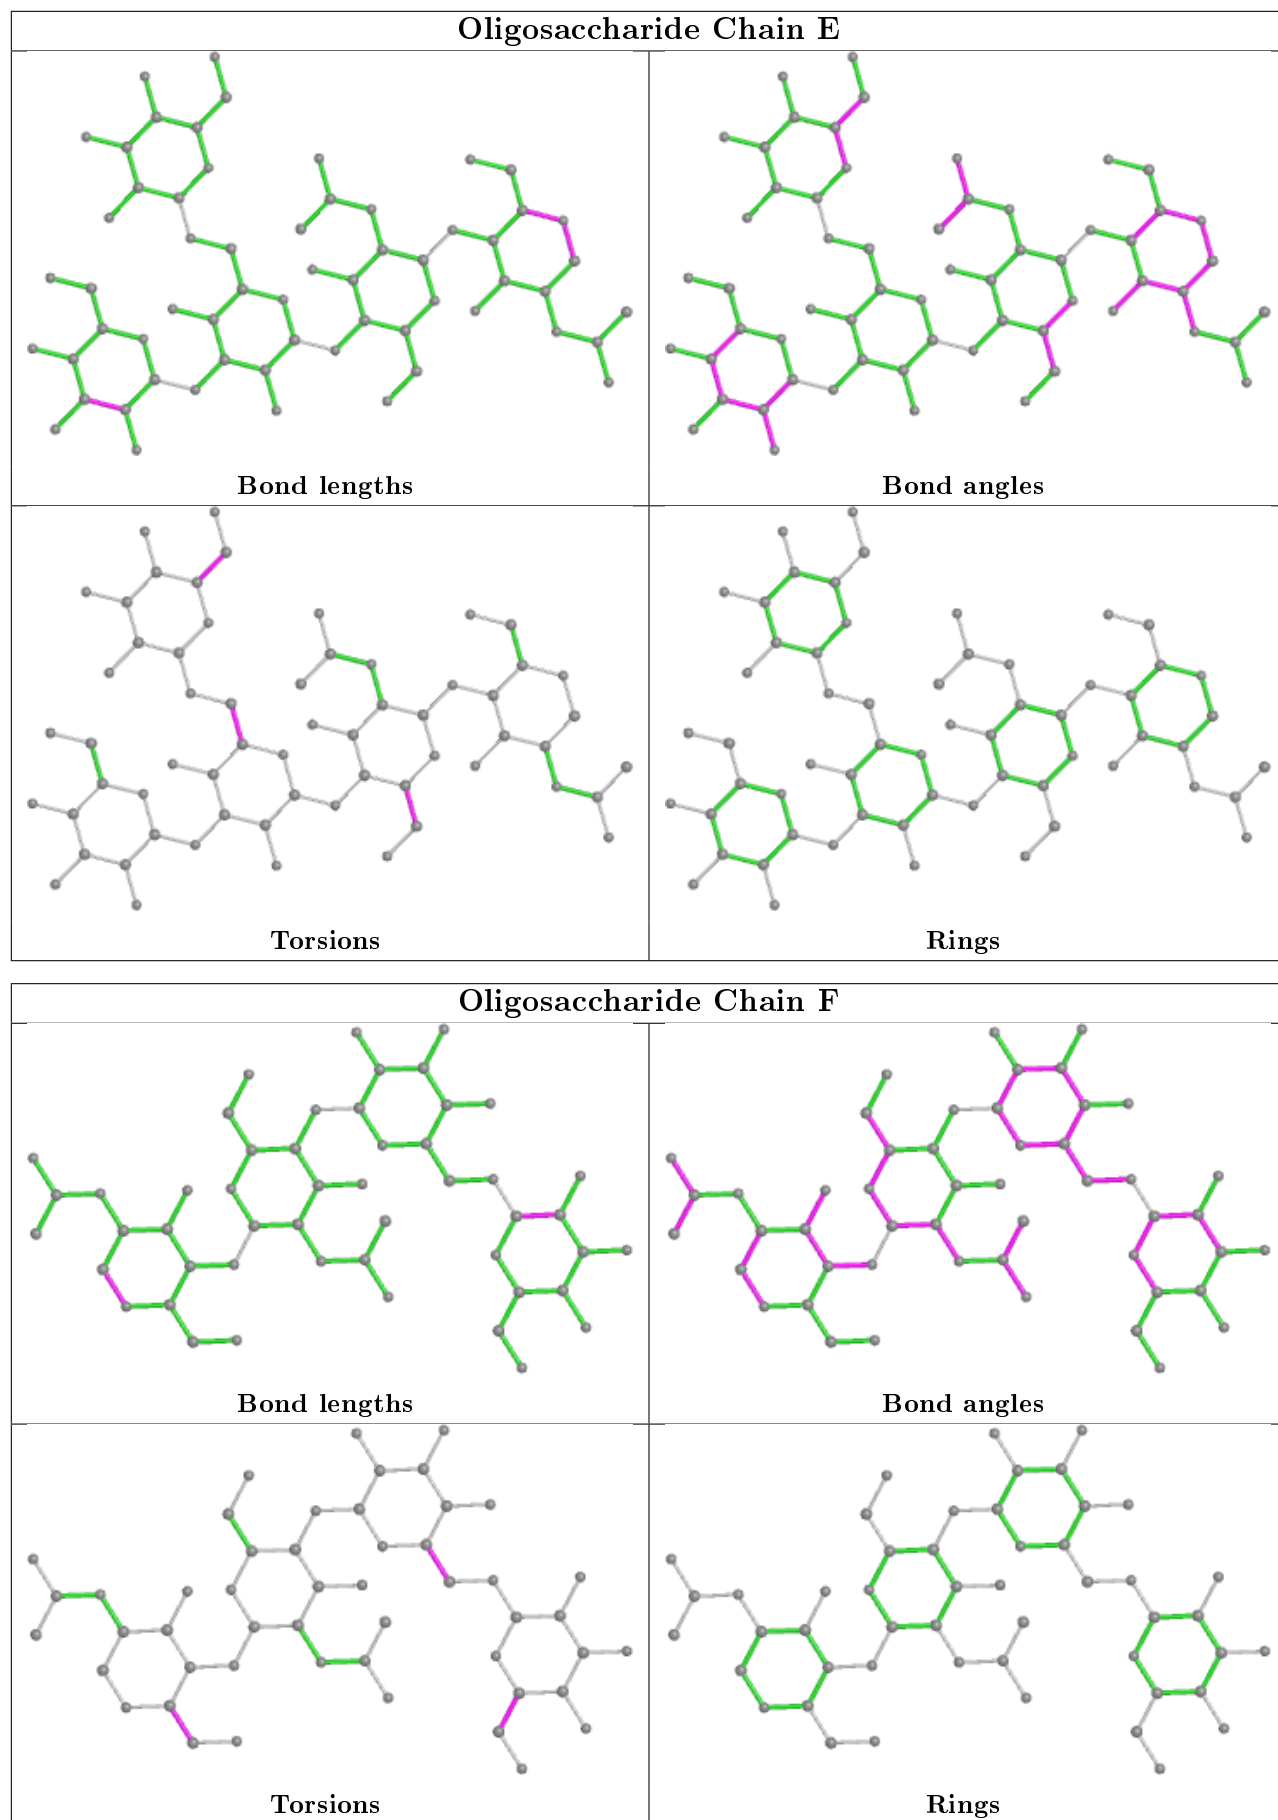 Oligosaccharide Chain E
Bond lengths
Bond angles
Torsions
Rings
Oligosaccharide Chain F
Bond lengths
Bond angles
Torsions
Rings